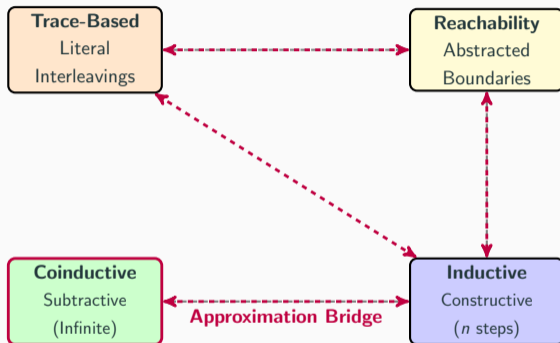 Trace-Based
Literal
Interleavings
Reachability
Abstracted
Boundaries
Coinductive
Subtractive
(Infinite)
Approximation Bridge
Inductive
Constructive
(n steps)